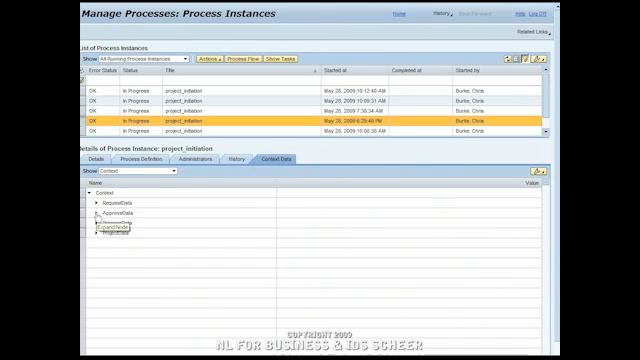 Manage Processes: Process Instances
Home History Back Forward Help Log Off
Related Links
List of Process Instances
Show All Running Process Instances Actions Process Flow Show Tasks
Error Status Status Title Started at Completed at Started by
OK In Progress project_initiation May 28, 2009 10:12:40 AM Burke, Chris
OK In Progress project_initiation May 28, 2009 10:09:31 AM Burke, Chris
OK In Progress project_initiation May 28, 2009 7:38:34 AM Burke, Chris
OK In Progress project_initiation May 28, 2009 6:29:49 PM Burke, Chris
OK In Progress project_initiation May 28, 2009 10:08:38 AM Burke, Chris
Details of Process Instance: project_initiation
Details Process Definition Administrators History Context Data
Show Context
Name Value
Context
RequestData
ApproveData
Expand Node
ProjectData
COPYRIGHT 2009
NL FOR BUSINESS & IDS SCHEER